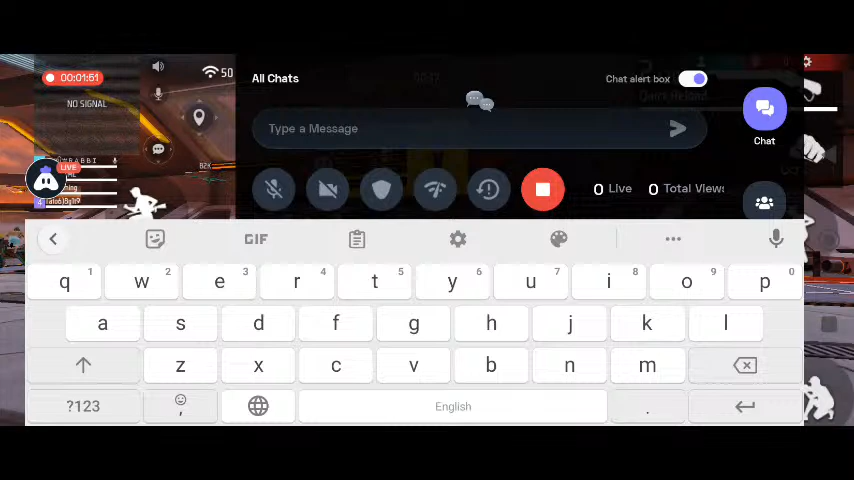 00:01:51
50
NO SIGNAL
LIVE
All Chats
Chat alert box
Type a Message
Chat
0 Live 0 Total Views
GIF
q 1 w 2 e 3 r 4 t 5 y 6 u 7 i 8 o 9 p 0
a s d f g h j k l
z x c v b n m
?123 , English .